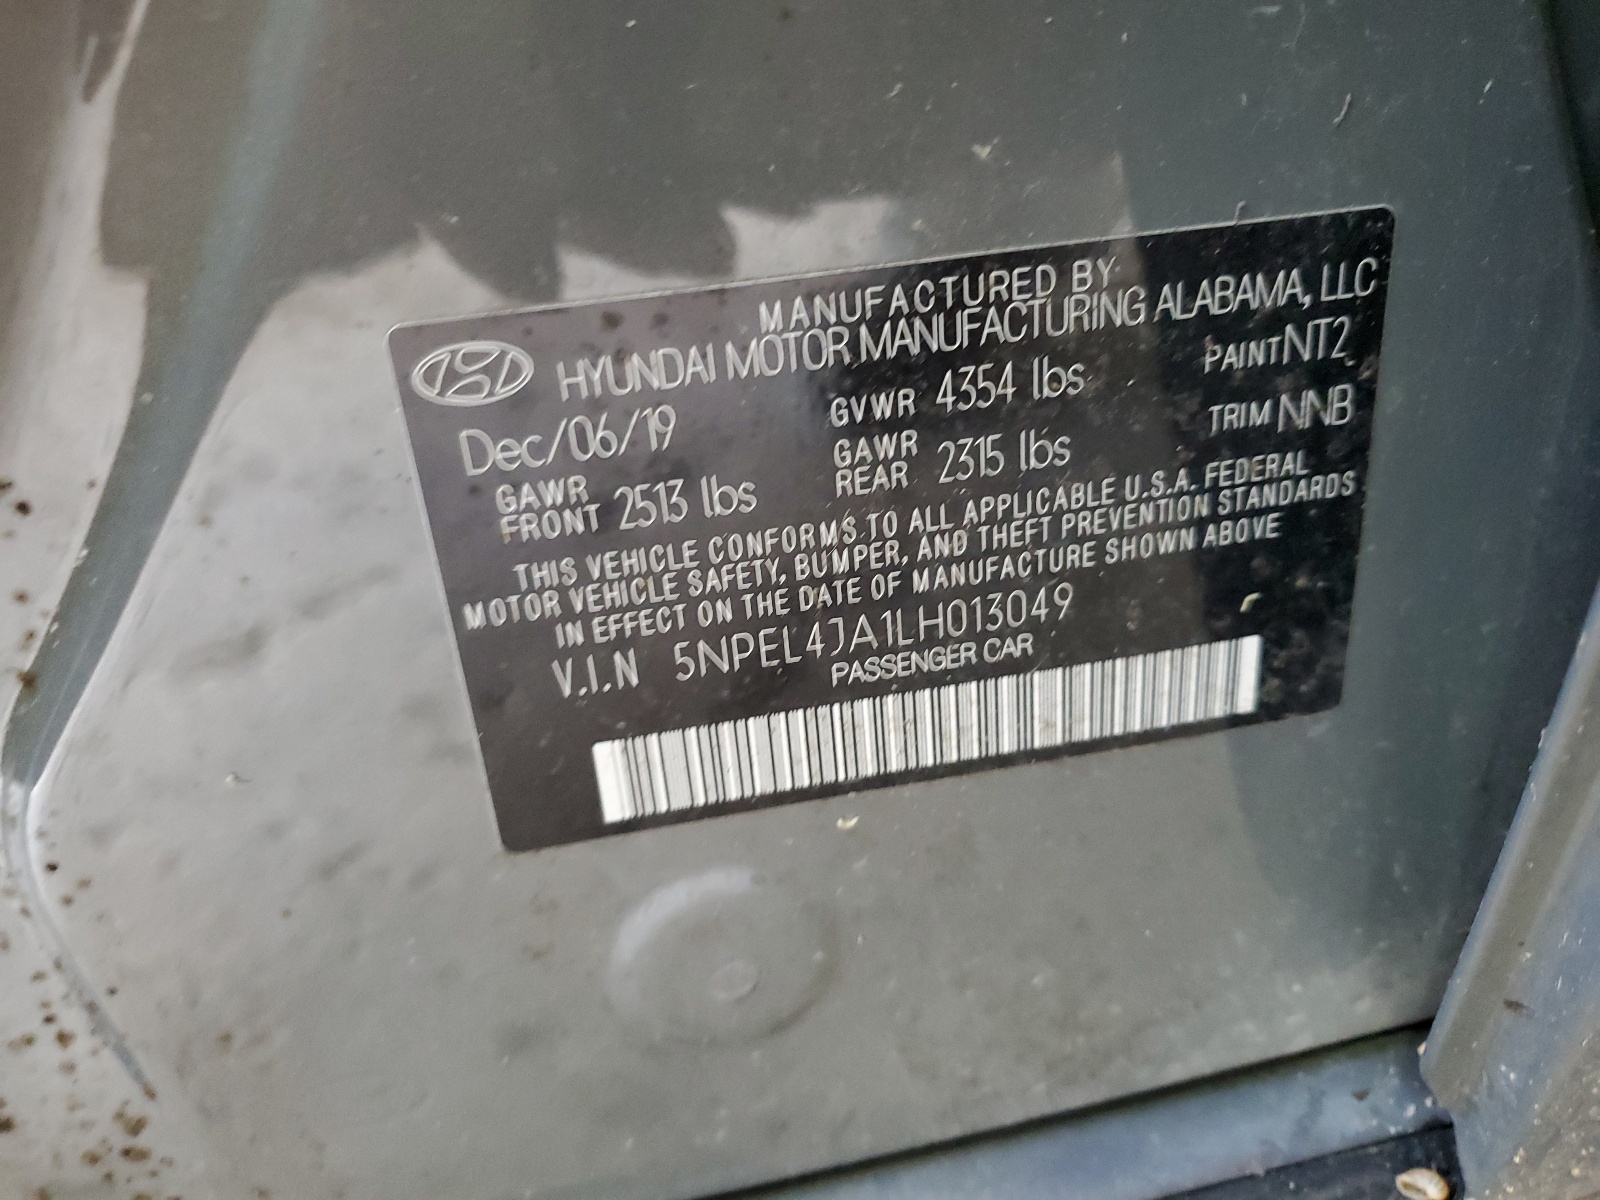 MANUFACTURED BY
HYUNDAI MOTOR MANUFACTURING ALABAMA, LLC
Dec/06/19 GVWR 4354 lbs PAINT NT2
GAWR FRONT 2513 lbs GAWR REAR 2315 lbs TRIM NNB
THIS VEHICLE CONFORMS TO ALL APPLICABLE U.S.A. FEDERAL
MOTOR VEHICLE SAFETY, BUMPER, AND THEFT PREVENTION STANDARDS
IN EFFECT ON THE DATE OF MANUFACTURE SHOWN ABOVE
V.I.N 5NPEL4JA1LH013049
PASSENGER CAR